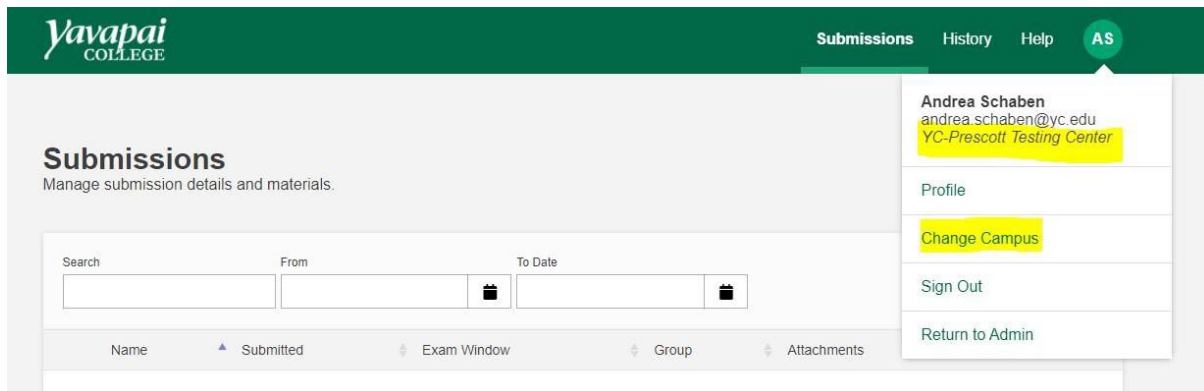 Yavapai
COLLEGE
Submissions History Help AS
Andrea Schaben
andrea.schaben@yc.edu
YC-Prescott Testing Center
Profile
Change Campus
Sign Out
Return to Admin
Submissions
Manage submission details and materials.
Search From To Date
Name Submitted Exam Window Group Attachments